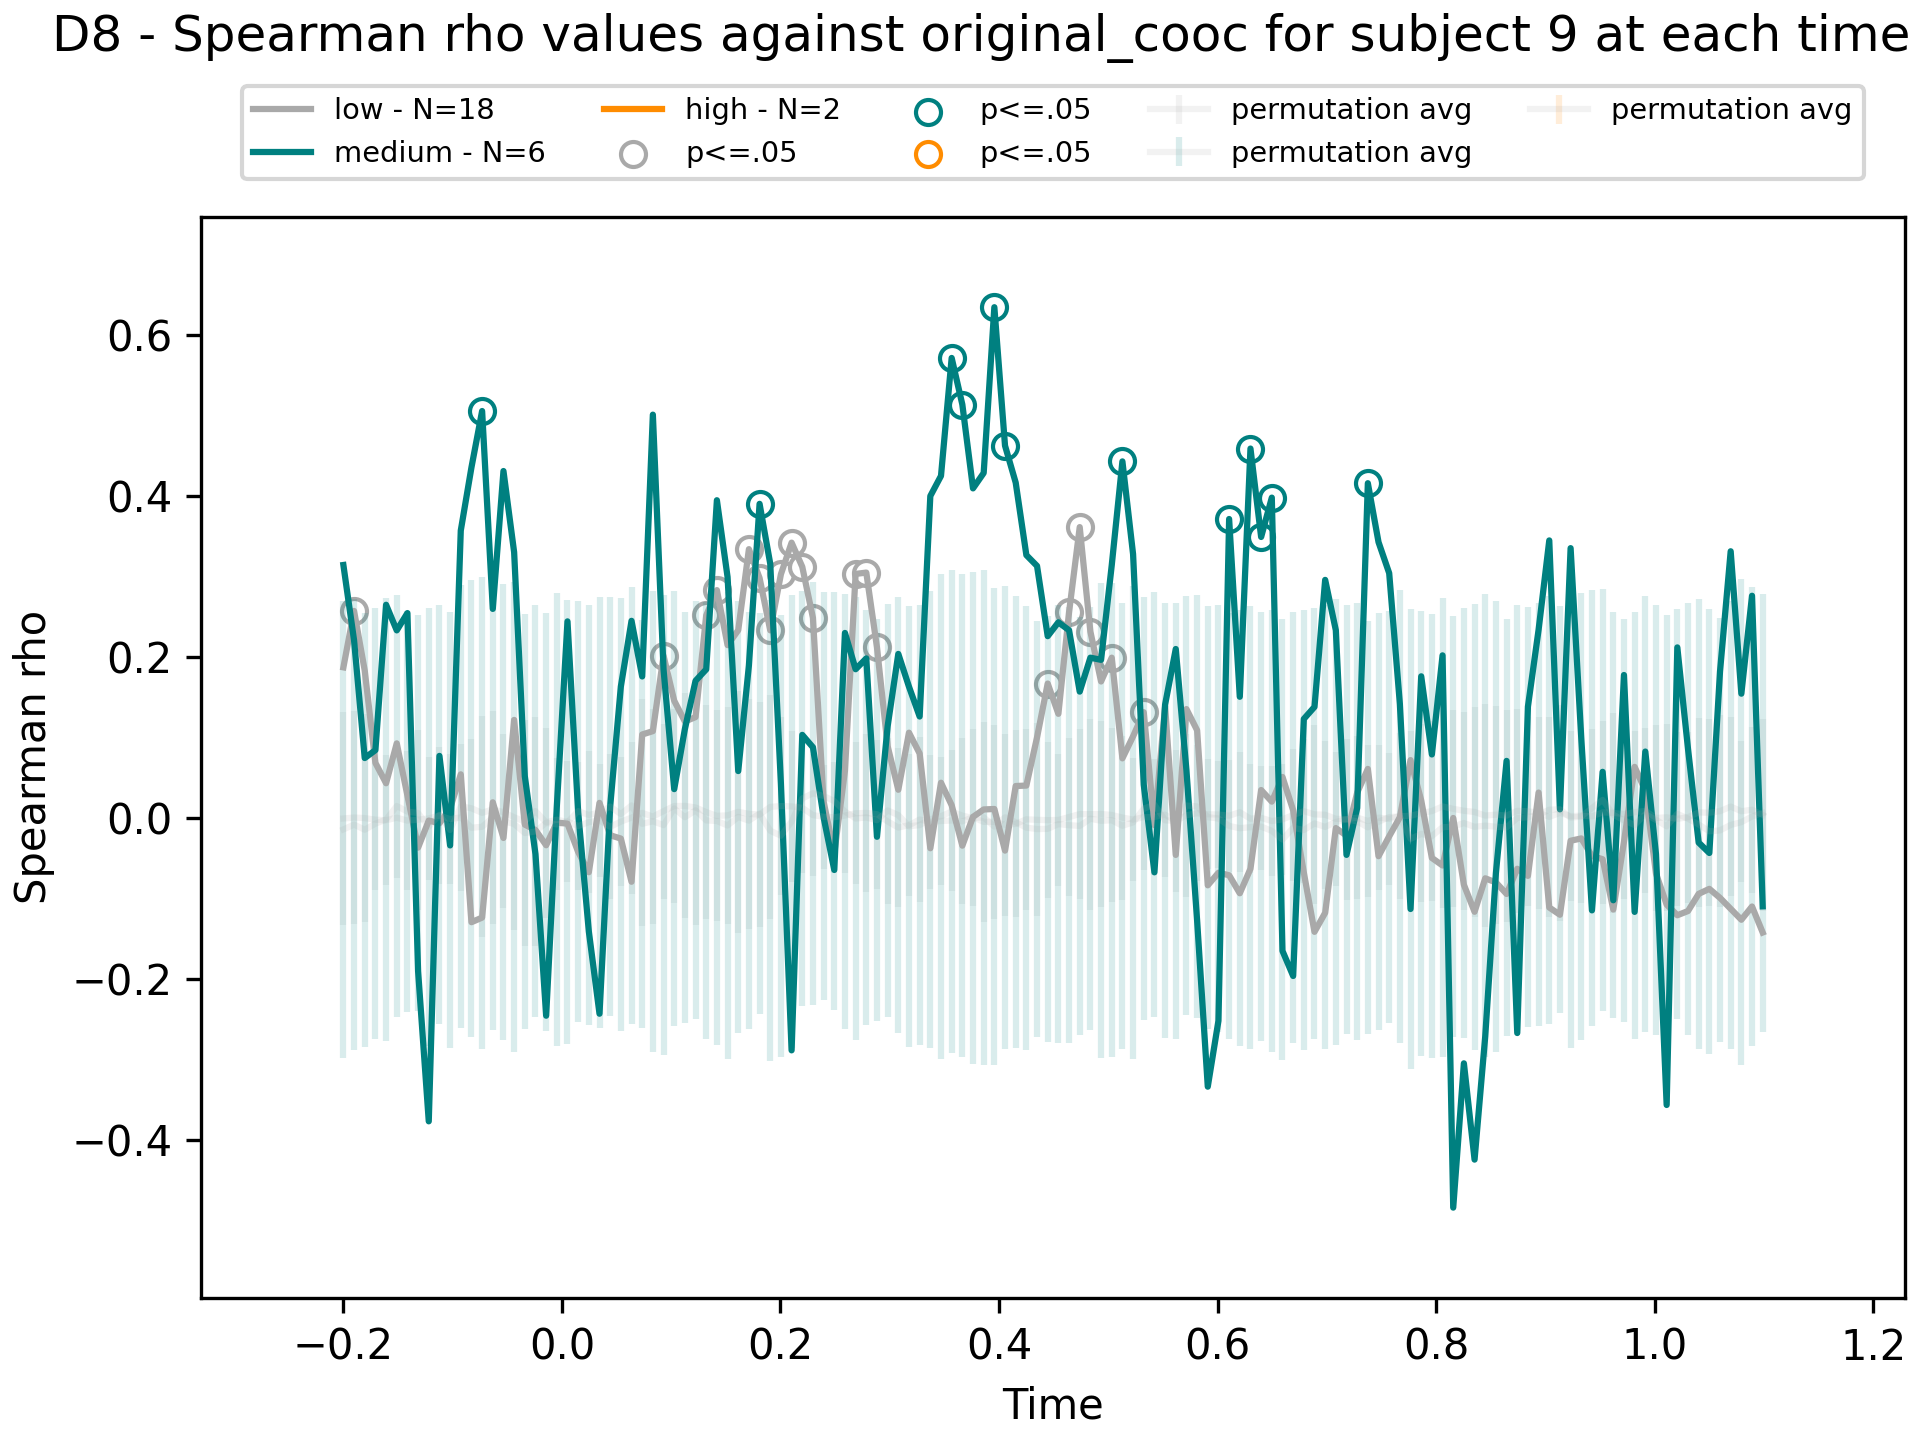 D8 - Spearman rho values against original_cooc for subject 9 at each time
low - N=18
medium - N=6
high - N=2
p<=.05
p<=.05
p<=.05
permutation avg
permutation avg
permutation avg
Spearman rho
0.6
0.4
0.2
0.0
−0.2
−0.4
−0.2
0.0
0.2
0.4
0.6
0.8
1.0
1.2
Time